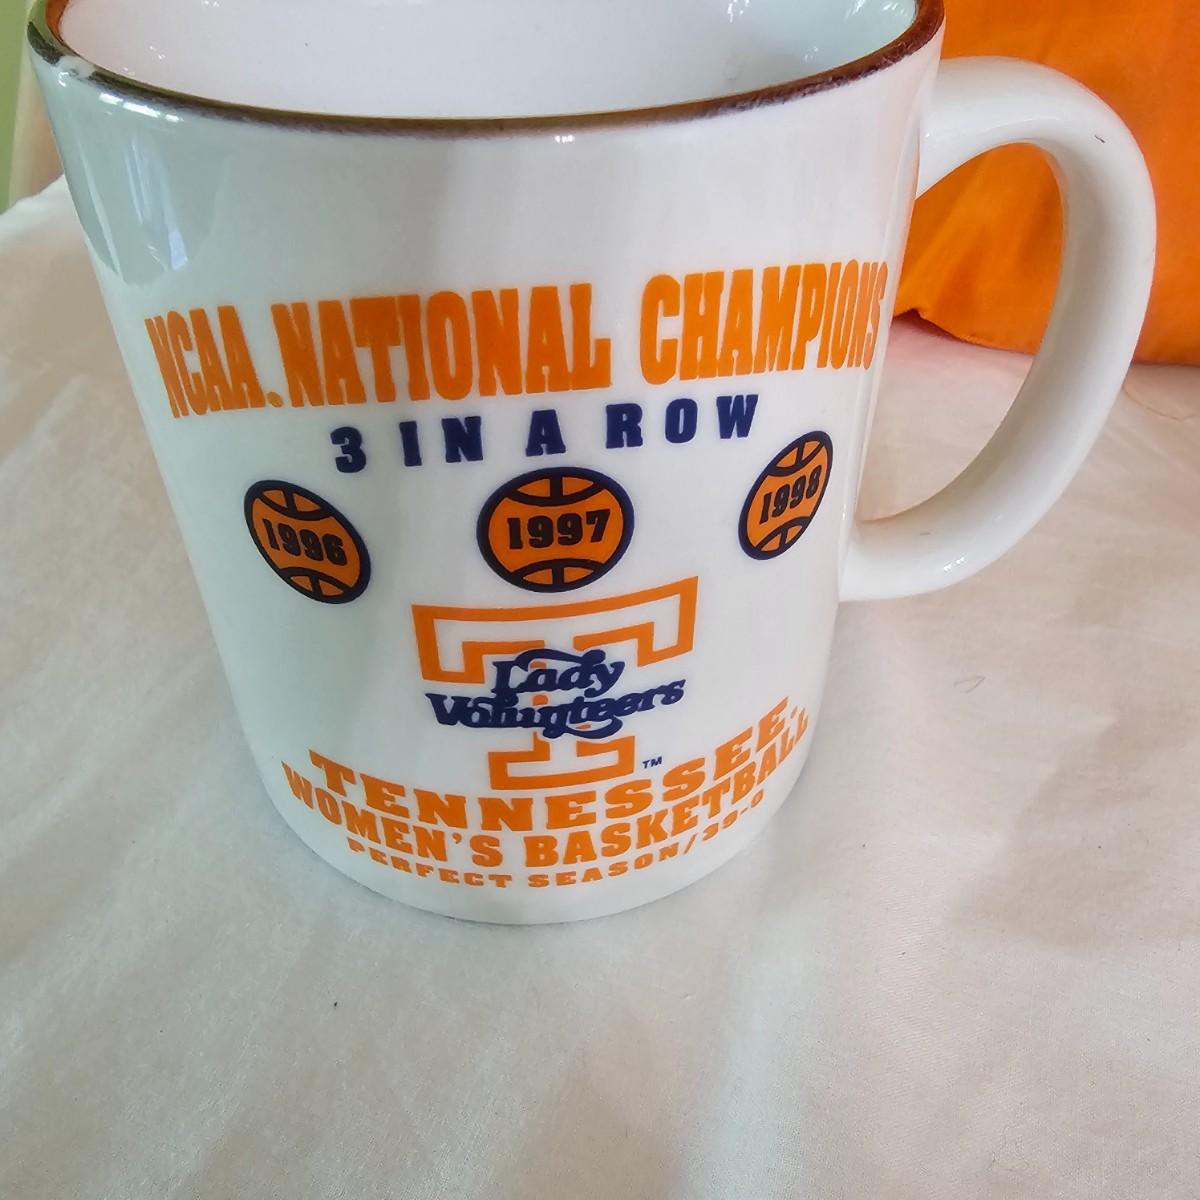 NCAA. NATIONAL CHAMPIONS
3 IN A ROW
1996 1997 1998
T
Lady
Volunteers
TM
TENNESSEE.
WOMEN'S BASKETBALL
PERFECT SEASON/39-0